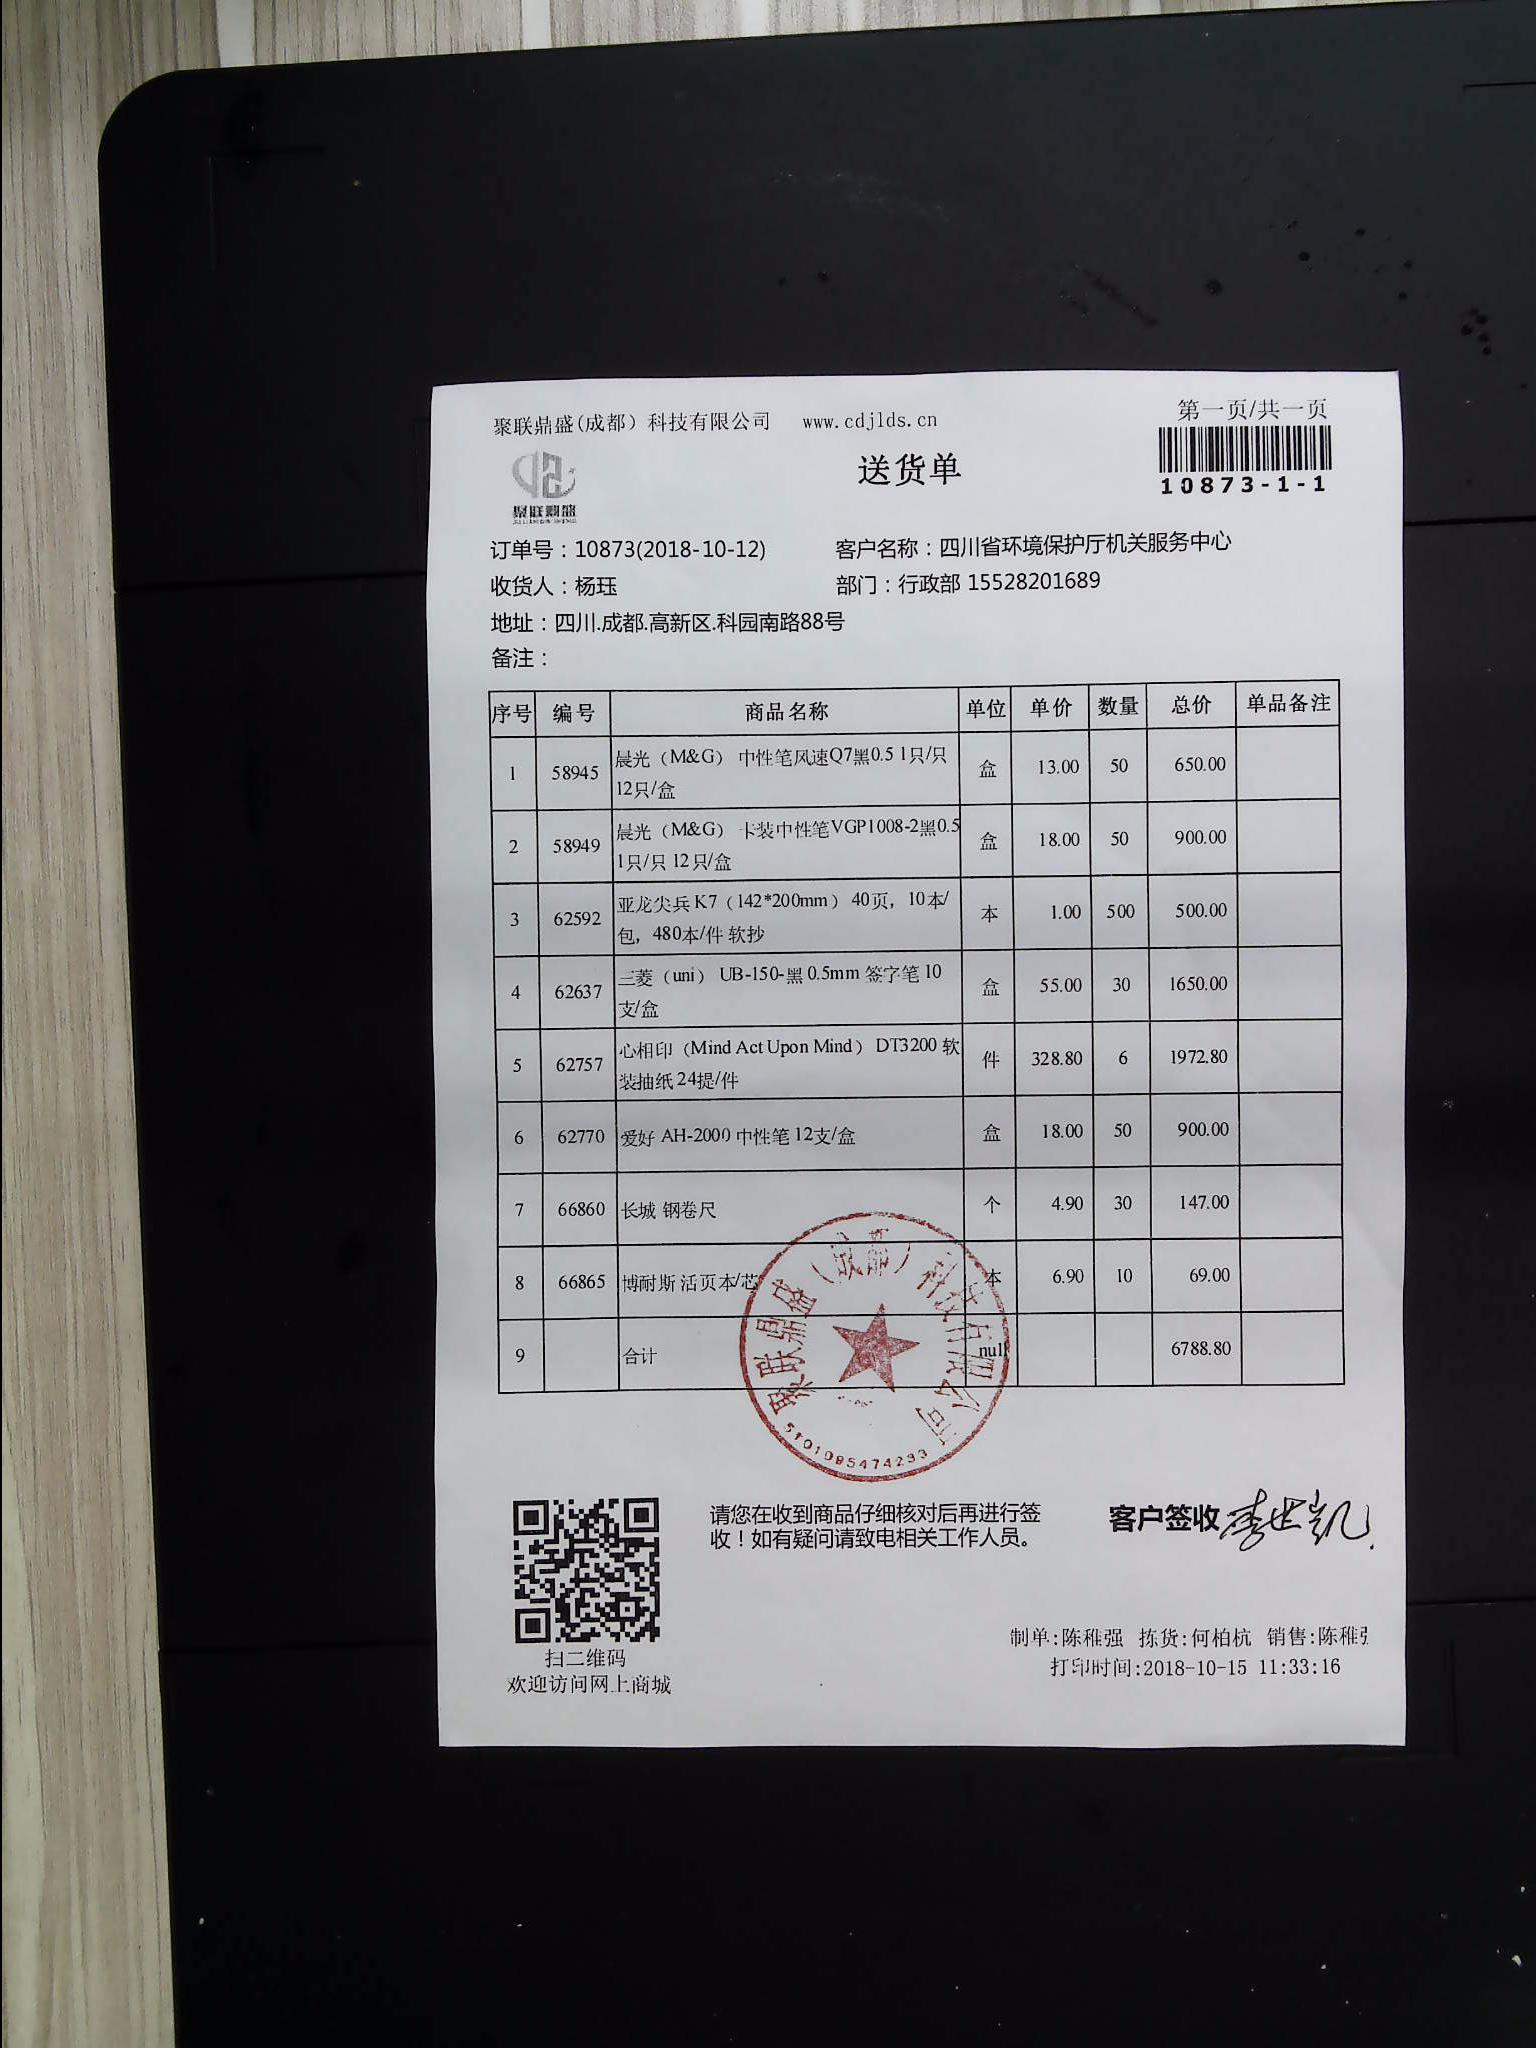 聚联鼎盛(成都)科技有限公司 www.cdjlds.cn
第一页/共一页
聚联鼎盛
送货单
10873-1-1
订单号：10873(2018-10-12) 客户名称：四川省环境保护厅机关服务中心
收货人：杨珏 部门：行政部 15528201689
地址：四川.成都.高新区.科园南路88号
备注：
序号 编号 商品名称 单位 单价 数量 总价 单品备注
1 58945 晨光（M&G） 中性笔风速Q7黑0.5 1只/只 盒 13.00 50 650.00
12只/盒
2 58949 晨光（M&G） 卡装中性笔VGP1008-2黑0.5 盒 18.00 50 900.00
1只/只 12只/盒
3 62592 亚龙尖兵 K7（142*200mm） 40页，10本/ 本 1.00 500 500.00
包，480本/件 软抄
4 62637 三菱（uni） UB-150-黑 0.5mm 签字笔 10 盒 55.00 30 1650.00
支/盒
5 62757 心相印（Mind Act Upon Mind） DT3200 软 件 328.80 6 1972.80
装抽纸 24提/件
6 62770 爱好 AH-2000 中性笔 12支/盒 盒 18.00 50 900.00
7 66860 长城 钢卷尺 个 4.90 30 147.00
8 66865 博耐斯 活页本/芯 本 6.90 10 69.00
9 合计 null 6788.80
聚联鼎盛（成都）科技有限公司
5101095474293
请您在收到商品仔细核对后再进行签
收！如有疑问请致电相关工作人员。
客户签收 李世凯
扫二维码
欢迎访问网上商城
制单:陈稚强 拣货:何柏杭 销售:陈稚强
打印时间:2018-10-15 11:33:16